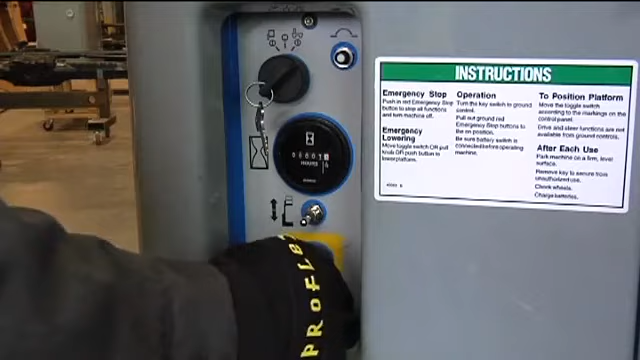 INSTRUCTIONS
Emergency Stop
Push in red Emergency Stop
button to stop all functions
and turn machine off.
Emergency
Lowering
Move toggle switch OR pull
knob OR push button to
lower platform.
Operation
Turn the key switch to ground
control.
Pull out ground red
Emergency Stop buttons to
the on position.
Be sure battery switch is
connected before operating
machine.
To Position Platform
Move the toggle switch
according to the markings on the
control panel.
Drive and steer functions are not
available from ground controls.
After Each Use
Park machine on a firm, level
surface.
Remove key to secure from
unauthorized use.
Chock wheels.
Charge batteries.
HOURS
PROFLEX